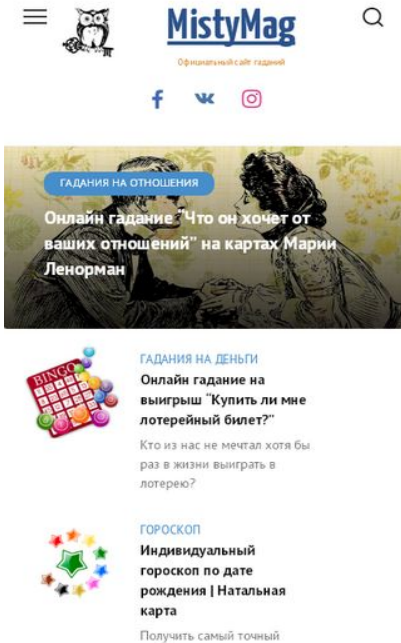 MistyMag
Официальный сайт гаданий
ГАДАНИЯ НА ОТНОШЕНИЯ
Онлайн гадание “Что он хочет от
ваших отношений” на картах Марии
Ленорман
BINGO
ГАДАНИЯ НА ДЕНЬГИ
Онлайн гадание на
выигрыш “Купить ли мне
лотерейный билет?”
Кто из нас не мечтал хотя бы
раз в жизни выиграть в
лотерею?
ГОРОСКОП
Индивидуальный
гороскоп по дате
рождения | Натальная
карта
Получить самый точный